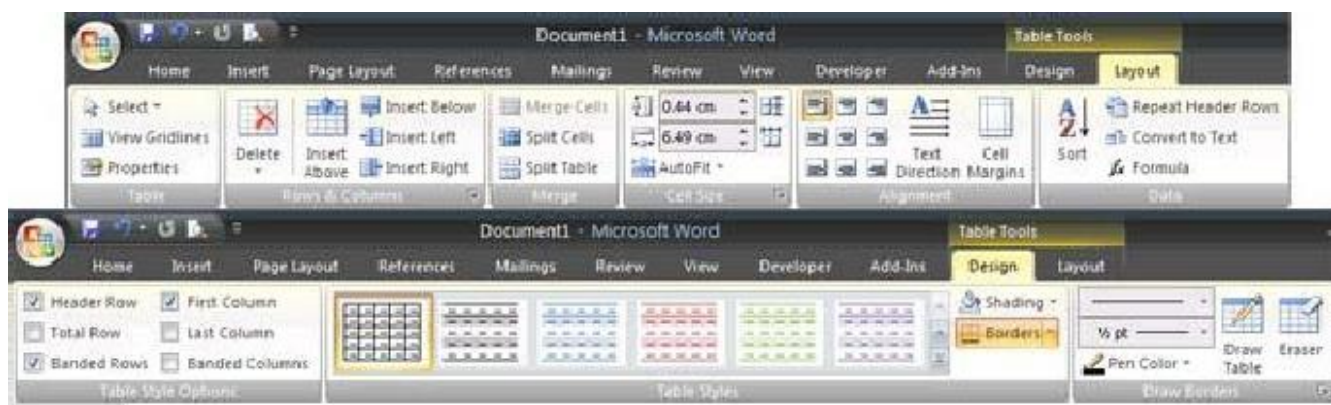 Document1 - Microsoft Word Table Tools
Home Insert Page Layout References Mailings Review View Developer Add-Ins Design Layout
Select Insert Below Merge Cells 0.44 cm Repeat Header Rows
View Gridlines Insert Left Split Cells 6.49 cm Convert to Text
Properties Delete Insert Above Insert Right Split Table AutoFit Text Direction Cell Margins Sort Formula
Table Rows & Columns Merge Cell Size Alignment Data
Document1 - Microsoft Word Table Tools
Home Insert Page Layout References Mailings Review View Developer Add-Ins Design Layout
Header Row First Column Shading
Total Row Last Column Borders ½ pt
Banded Rows Banded Columns Pen Color Draw Table Eraser
Table Style Options Table Styles Draw Borders